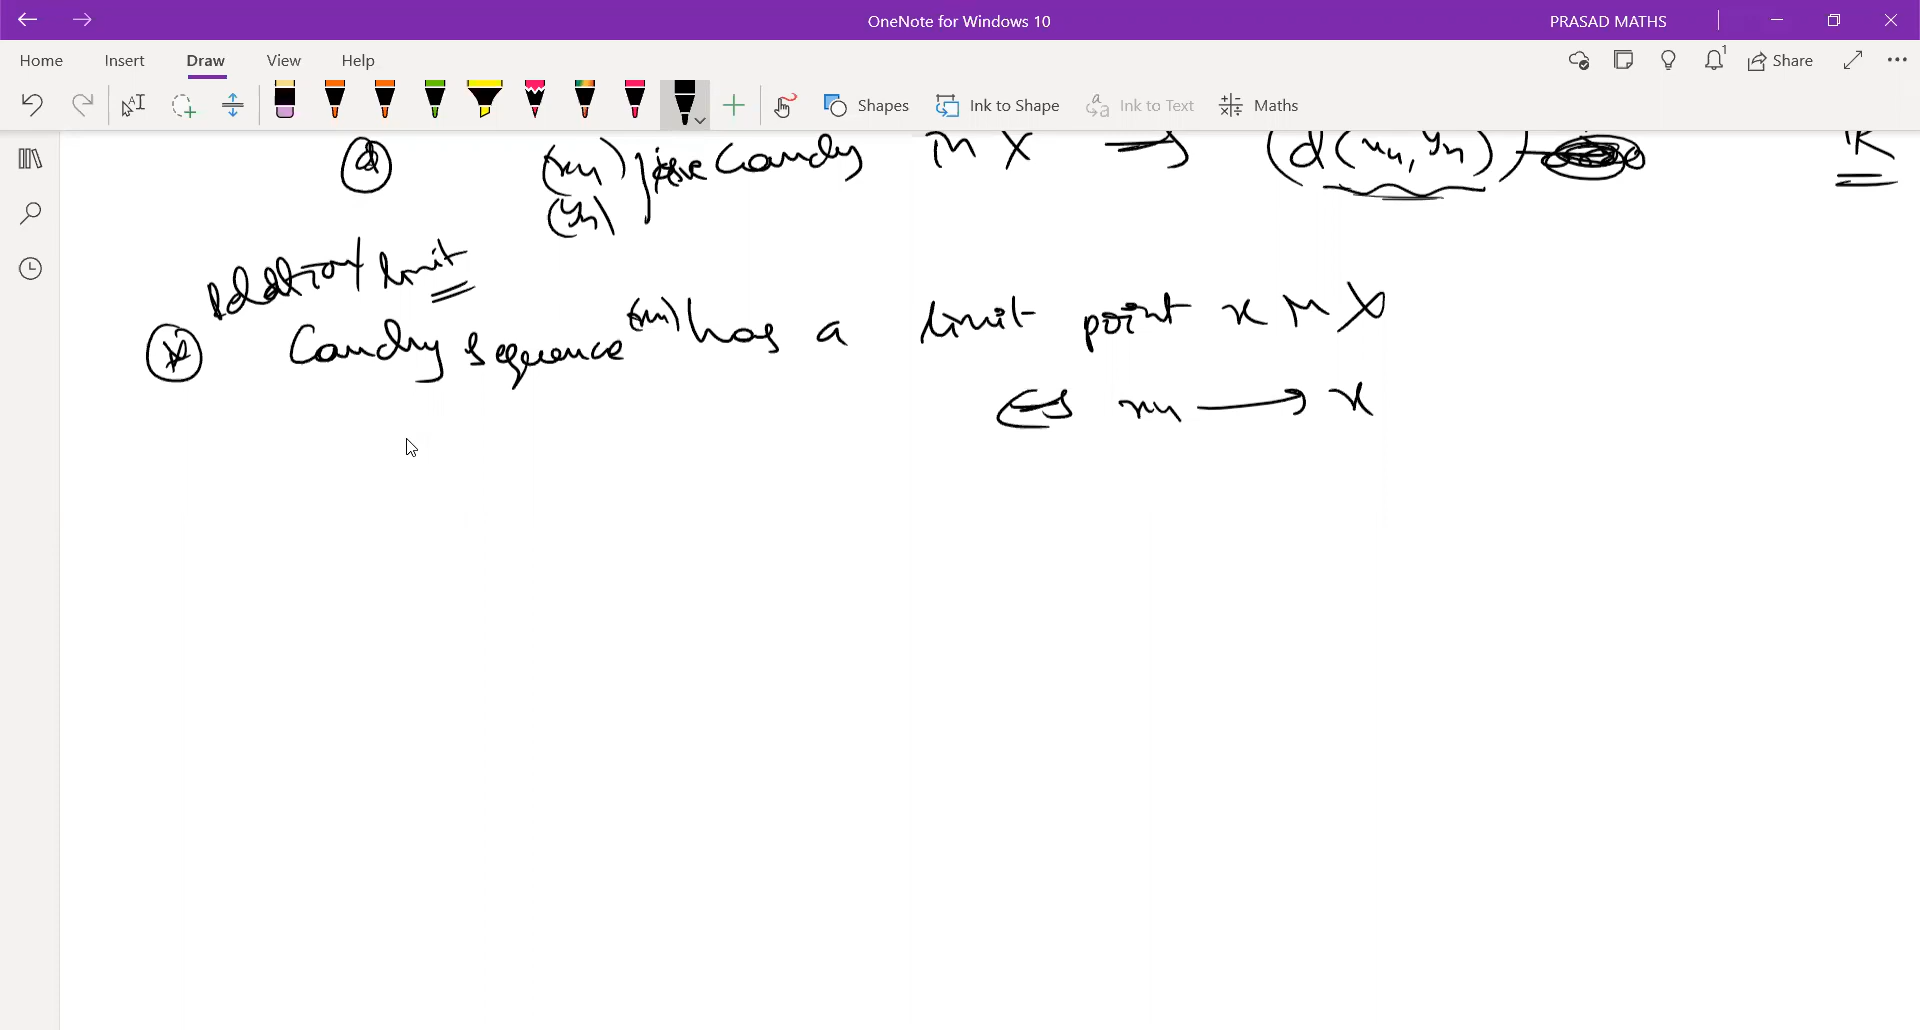 OneNote for Windows 10
PRASAD MATHS
Home Insert Draw View Help
1 Share
Shapes Ink to Shape Ink to Text Maths
d (xn) (yn) are Cauchy in X ⇒ (d(xn, yn)) IR
limit
Cauchy sequence (xn) has a limit point x in X
⇔ xn → x